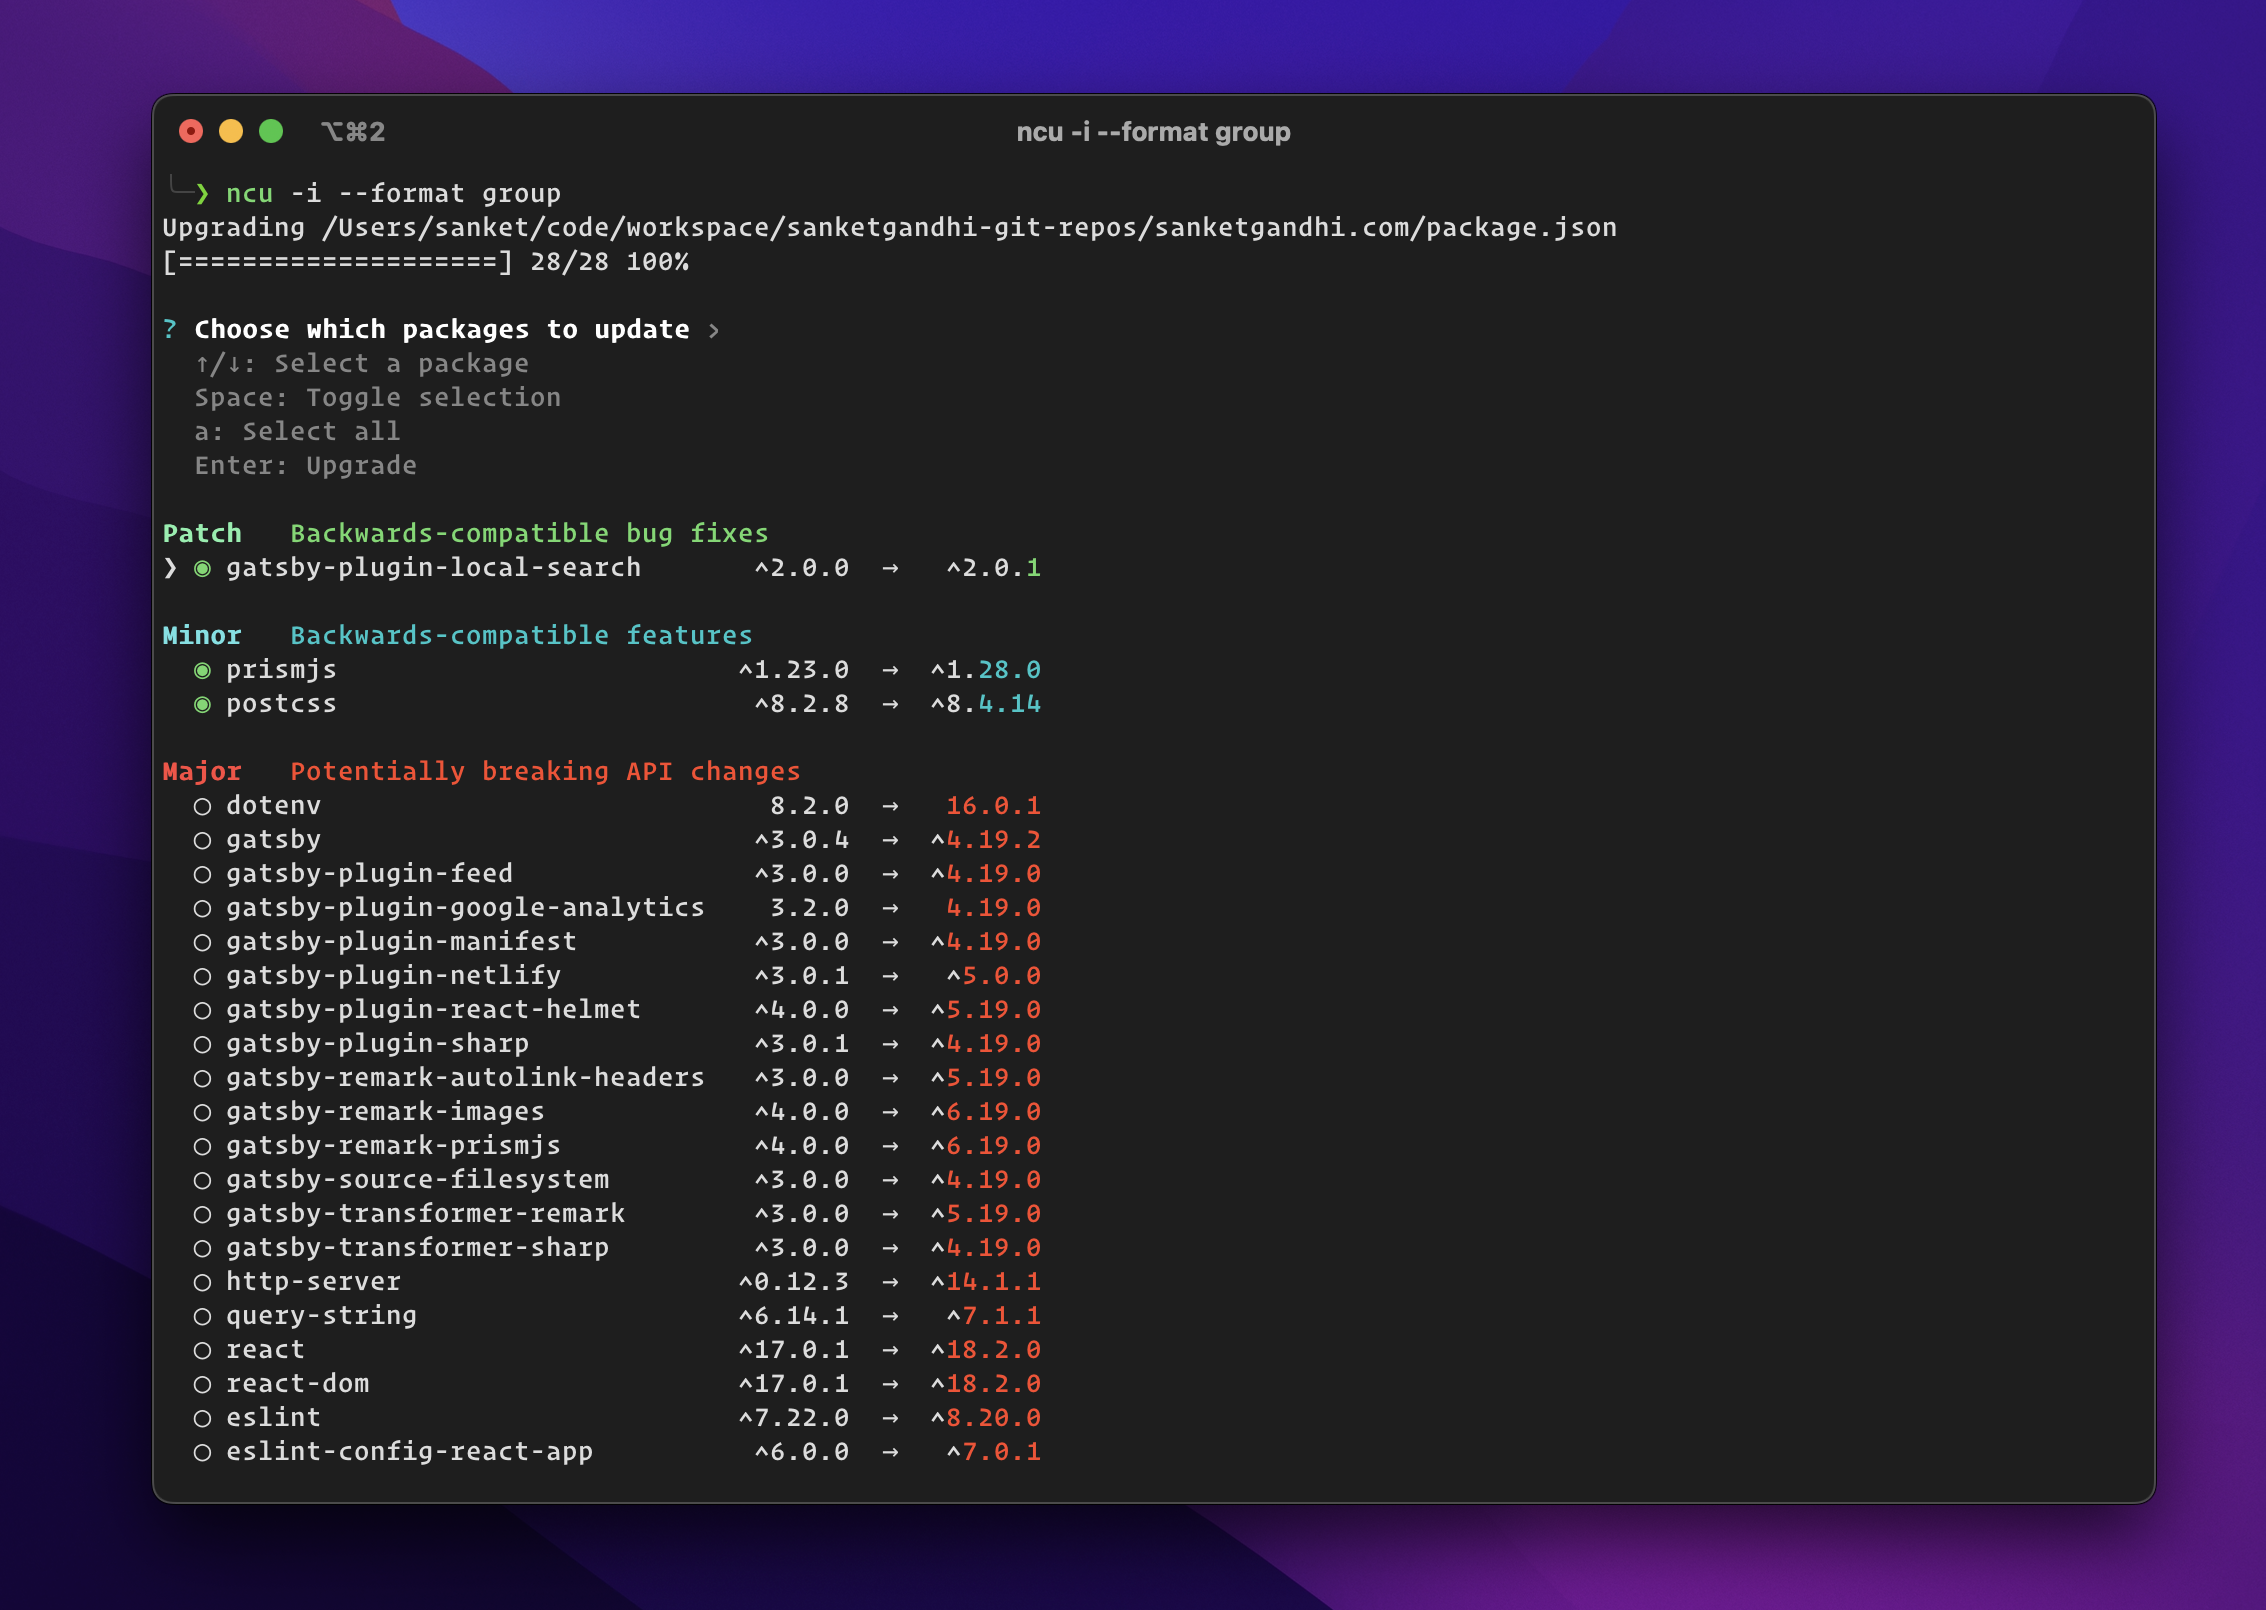 ⌥⌘2
ncu -i --format group
❯ ncu -i --format group
Upgrading /Users/sanket/code/workspace/sanketgandhi-git-repos/sanketgandhi.com/package.json
[====================] 28/28 100%
? Choose which packages to update ›
↑/↓: Select a package
Space: Toggle selection
a: Select all
Enter: Upgrade
Patch   Backwards-compatible bug fixes
❯ ◉ gatsby-plugin-local-search       ^2.0.0  →   ^2.0.1
Minor   Backwards-compatible features
◉ prismjs                         ^1.23.0  →  ^1.28.0
◉ postcss                          ^8.2.8  →  ^8.4.14
Major   Potentially breaking API changes
◯ dotenv                            8.2.0  →   16.0.1
◯ gatsby                           ^3.0.4  →  ^4.19.2
◯ gatsby-plugin-feed               ^3.0.0  →  ^4.19.0
◯ gatsby-plugin-google-analytics    3.2.0  →   4.19.0
◯ gatsby-plugin-manifest           ^3.0.0  →  ^4.19.0
◯ gatsby-plugin-netlify            ^3.0.1  →   ^5.0.0
◯ gatsby-plugin-react-helmet       ^4.0.0  →  ^5.19.0
◯ gatsby-plugin-sharp              ^3.0.1  →  ^4.19.0
◯ gatsby-remark-autolink-headers   ^3.0.0  →  ^5.19.0
◯ gatsby-remark-images             ^4.0.0  →  ^6.19.0
◯ gatsby-remark-prismjs            ^4.0.0  →  ^6.19.0
◯ gatsby-source-filesystem         ^3.0.0  →  ^4.19.0
◯ gatsby-transformer-remark        ^3.0.0  →  ^5.19.0
◯ gatsby-transformer-sharp         ^3.0.0  →  ^4.19.0
◯ http-server                     ^0.12.3  →  ^14.1.1
◯ query-string                    ^6.14.1  →   ^7.1.1
◯ react                           ^17.0.1  →  ^18.2.0
◯ react-dom                       ^17.0.1  →  ^18.2.0
◯ eslint                          ^7.22.0  →  ^8.20.0
◯ eslint-config-react-app          ^6.0.0  →   ^7.0.1